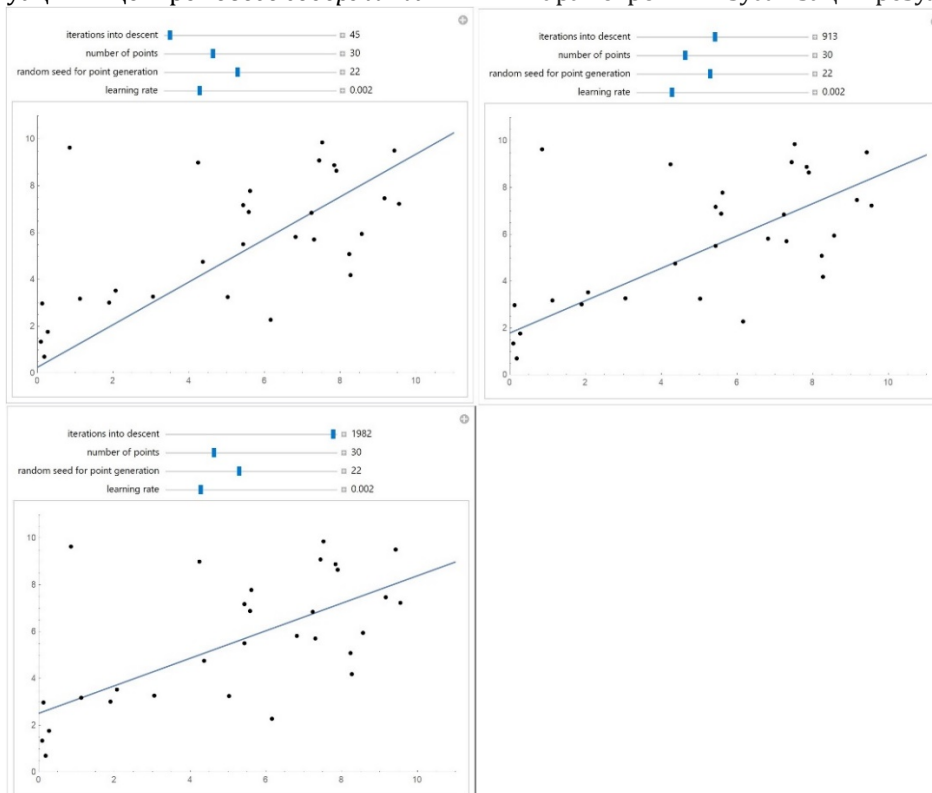 iterations into descent 45
number of points 30
random seed for point generation 22
learning rate 0.002
10
8
6
4
2
0
0 2 4 6 8 10
iterations into descent 913
number of points 30
random seed for point generation 22
learning rate 0.002
10
8
6
4
2
0
0 2 4 6 8 10
iterations into descent 1982
number of points 30
random seed for point generation 22
learning rate 0.002
10
8
6
4
2
0
0 2 4 6 8 10